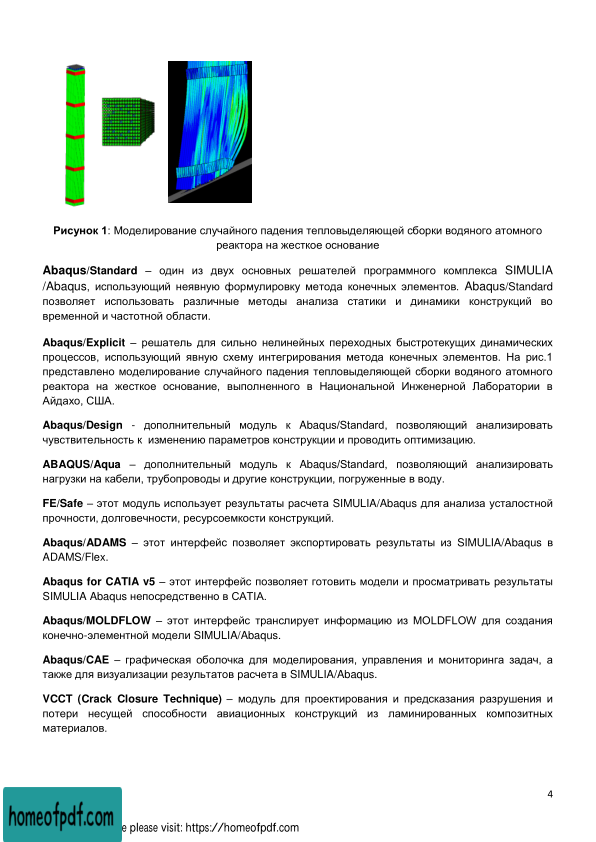 Рисунок 1: Моделирование случайного падения тепловыделяющей сборки водяного атомного
реактора на жесткое основание
Abaqus/Standard – один из двух основных решателей программного комплекса SIMULIA
/Abaqus, использующий неявную формулировку метода конечных элементов. Abaqus/Standard
позволяет использовать различные методы анализа статики и динамики конструкций во
временной и частотной области.
Abaqus/Explicit – решатель для сильно нелинейных переходных быстротекущих динамических
процессов, использующий явную схему интегрирования метода конечных элементов. На рис.1
представлено моделирование случайного падения тепловыделяющей сборки водяного атомного
реактора на жесткое основание, выполненного в Национальной Инженерной Лаборатории в
Айдахо, США.
Abaqus/Design - дополнительный модуль к Abaqus/Standard, позволяющий анализировать
чувствительность к изменению параметров конструкции и проводить оптимизацию.
ABAQUS/Aqua – дополнительный модуль к Abaqus/Standard, позволяющий анализировать
нагрузки на кабели, трубопроводы и другие конструкции, погруженные в воду.
FE/Safe – этот модуль использует результаты расчета SIMULIA/Abaqus для анализа усталостной
прочности, долговечности, ресурсоемкости конструкций.
Abaqus/ADAMS – этот интерфейс позволяет экспортировать результаты из SIMULIA/Abaqus в
ADAMS/Flex.
Abaqus for CATIA v5 – этот интерфейс позволяет готовить модели и просматривать результаты
SIMULIA Abaqus непосредственно в CATIA.
Abaqus/MOLDFLOW – этот интерфейс транслирует информацию из MOLDFLOW для создания
конечно-элементной модели SIMULIA/Abaqus.
Abaqus/CAE – графическая оболочка для моделирования, управления и мониторинга задач, а
также для визуализации результатов расчета в SIMULIA/Abaqus.
VCCT (Crack Closure Technique) – модуль для проектирования и предсказания разрушения и
потери несущей способности авиационных конструкций из ламинированных композитных
материалов.
4
homeofpdf.com
please visit: https://homeofpdf.com